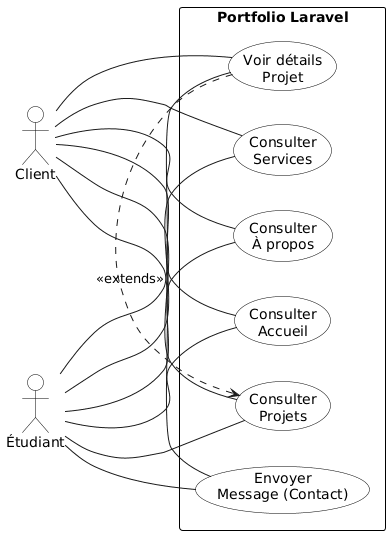 Portfolio Laravel
Voir détails
Projet
Client
Consulter
Services
Consulter
À propos
«extends»
Consulter
Accueil
Étudiant
Consulter
Projets
Envoyer
Message (Contact)